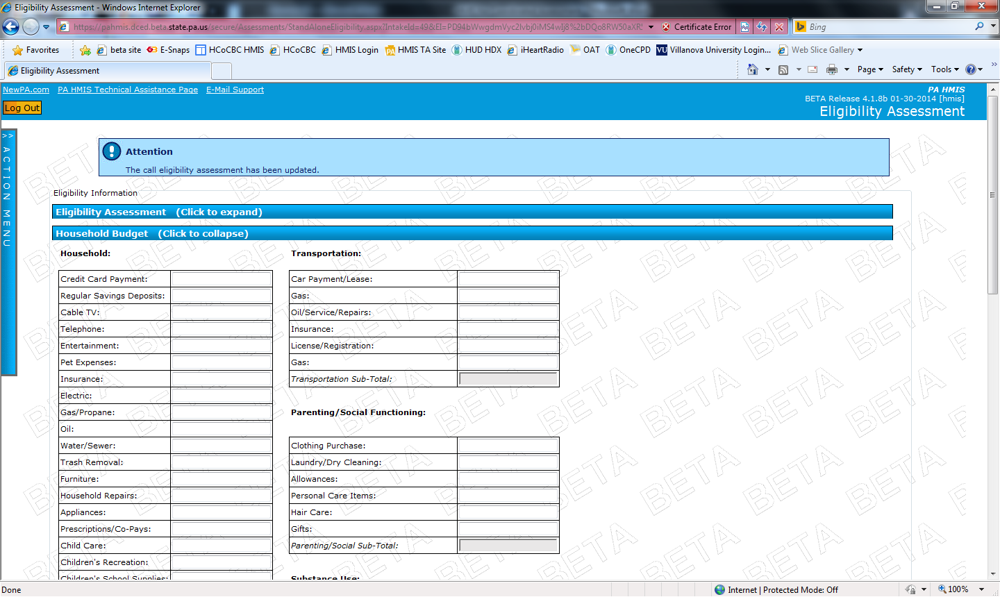 Eligibility Assessment - Windows Internet Explorer
https://pahmis.dced.beta.state.pa.us/secure/Assessments/StandAloneEligibility.aspx?IntakeId=49&EI= Certificate Error Bing
Favorites beta site E-Snaps HCoCBC HMIS HCoCBC HMIS Login HMIS TA Site HUD HDX iHeartRadio OAT OneCPD VU Villanova University Login... Web Slice Gallery
Eligibility Assessment Page Safety Tools
NewPA.com PA HMIS Technical Assistance Page E-Mail Support
PA HMIS
BETA Release 4.1.8b 01-30-2014 [hmis]
Log Out
Eligibility Assessment
>> ACTION MENU
Attention
The call eligibility assessment has been updated.
Eligibility Information
Eligibility Assessment (Click to expand)
Household Budget (Click to collapse)
Household:
Credit Card Payment:
Regular Savings Deposits:
Cable TV:
Telephone:
Entertainment:
Pet Expenses:
Insurance:
Electric:
Gas/Propane:
Oil:
Water/Sewer:
Trash Removal:
Furniture:
Household Repairs:
Appliances:
Prescriptions/Co-Pays:
Child Care:
Children's Recreation:
Children's School Supplies:
Transportation:
Car Payment/Lease:
Gas:
Oil/Service/Repairs:
Insurance:
License/Registration:
Gas:
Transportation Sub-Total:
Parenting/Social Functioning:
Clothing Purchase:
Laundry/Dry Cleaning:
Allowances:
Personal Care Items:
Hair Care:
Gifts:
Parenting/Social Sub-Total:
Substance Use:
BETA
Done Internet | Protected Mode: Off 100%